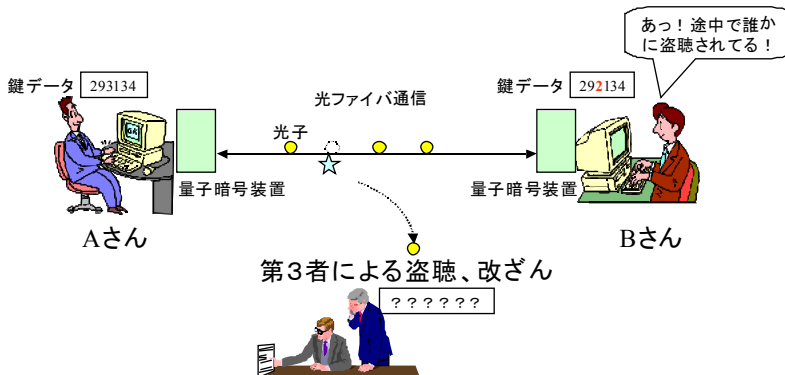 あっ！途中で誰か
に盗聴されてる！
鍵データ 293134
光ファイバ通信
鍵データ 292134
光子
量子暗号装置
量子暗号装置
Aさん
Bさん
第３者による盗聴、改ざん
？？？？？？